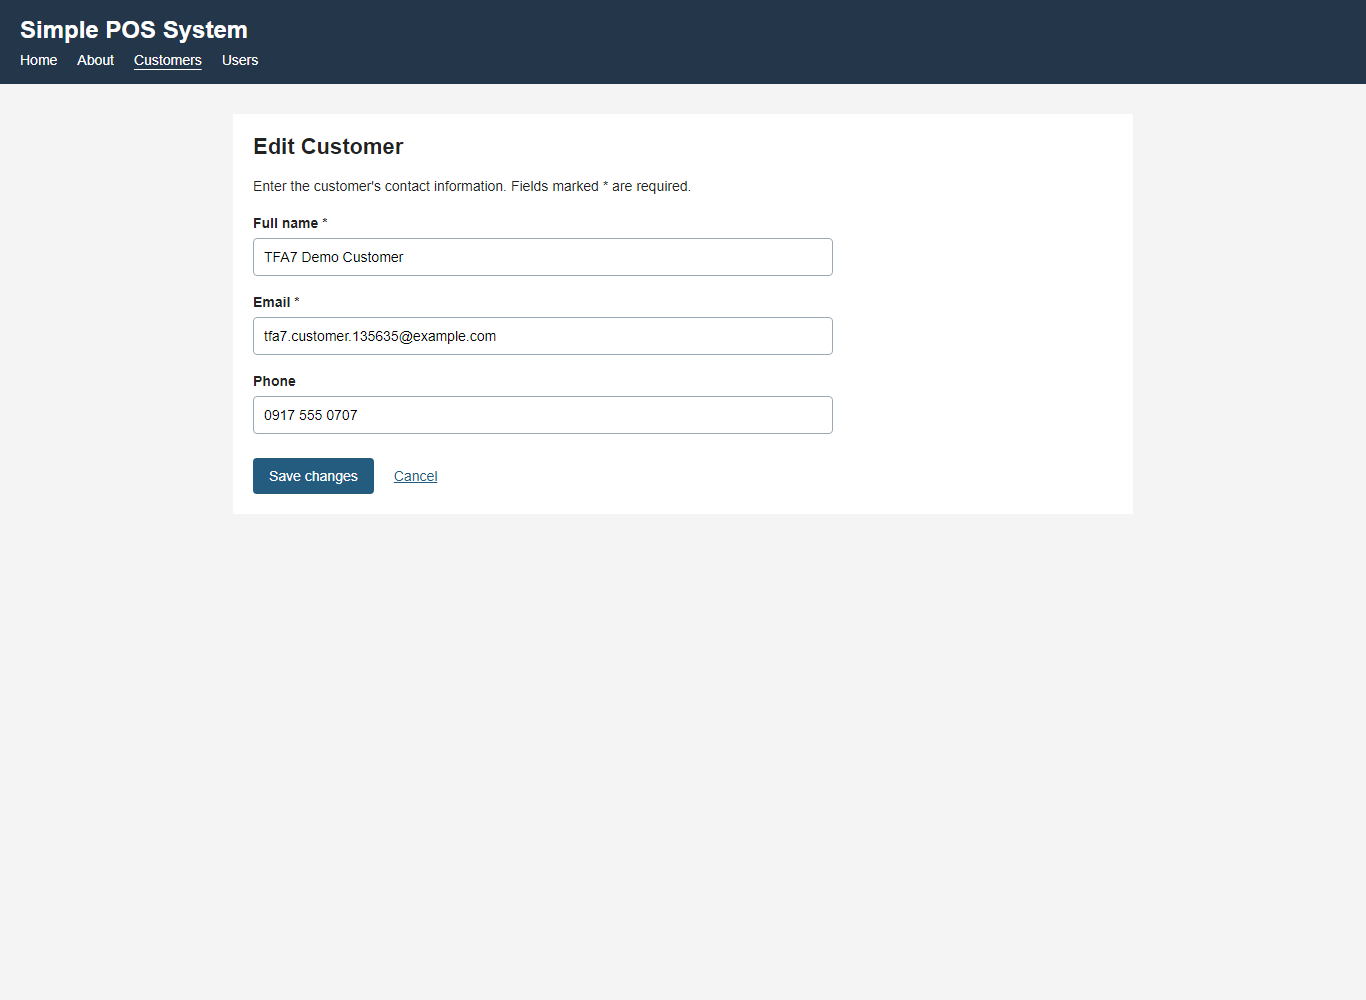 Simple POS System
Home About Customers Users
Edit Customer
Enter the customer's contact information. Fields marked * are required.
Full name *
TFA7 Demo Customer
Email *
tfa7.customer.135635@example.com
Phone
0917 555 0707
Save changes Cancel